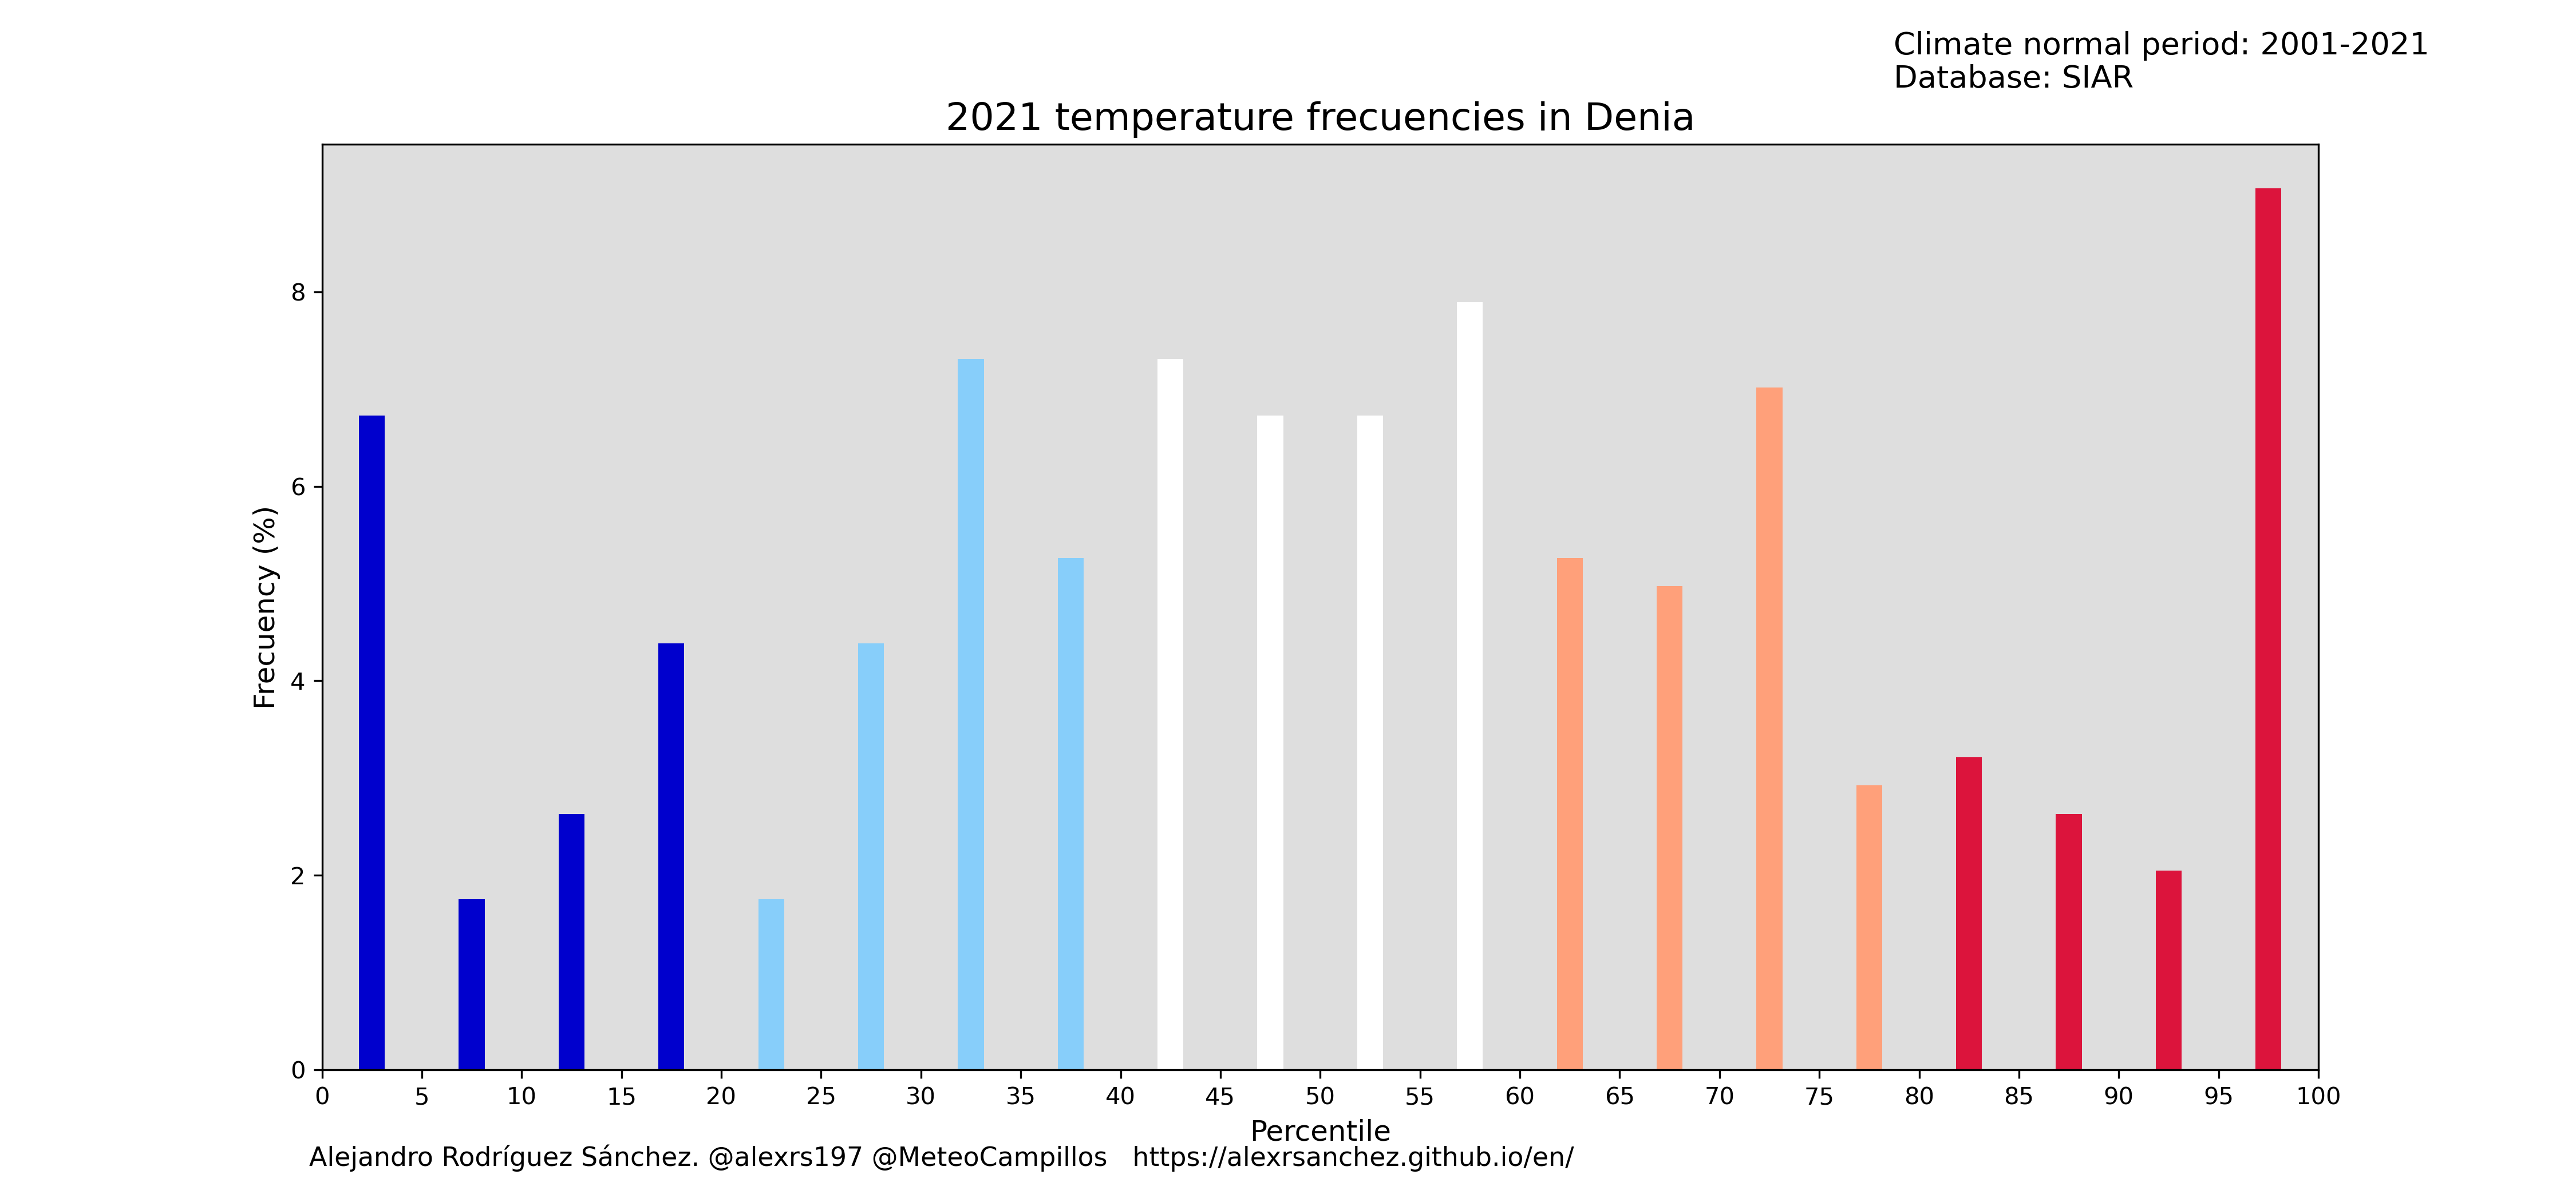 Climate normal period: 2001-2021
Database: SIAR
2021 temperature frecuencies in Denia
Frecuency (%)
8
6
4
2
0
0 5 10 15 20 25 30 35 40 45 50 55 60 65 70 75 80 85 90 95 100
Percentile
Alejandro Rodríguez Sánchez. @alexrs197 @MeteoCampillos https://alexrsanchez.github.io/en/